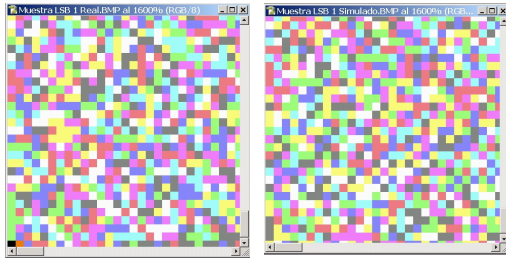 Muestra LSB 1 Real.BMP al 1600% (RGB/8)
Muestra LSB 1 Simulado.BMP al 1600% (RGB...